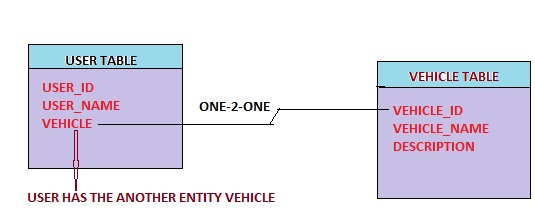 USER TABLE
USER_ID
USER_NAME
VEHICLE
ONE-2-ONE
VEHICLE TABLE
VEHICLE_ID
VEHICLE_NAME
DESCRIPTION
USER HAS THE ANOTHER ENTITY VEHICLE